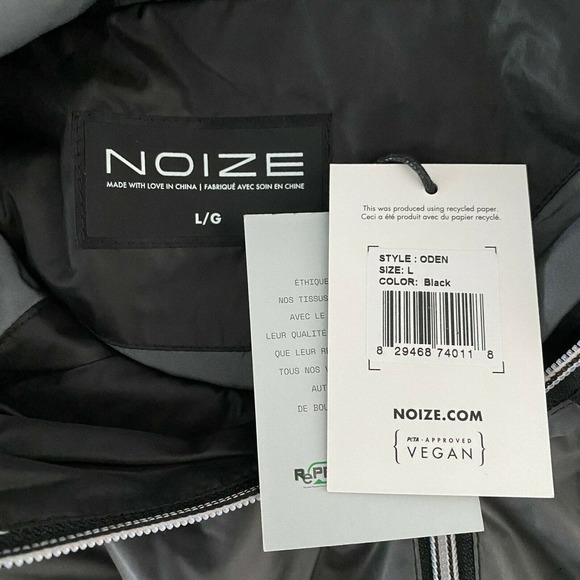 NOIZE
MADE WITH LOVE IN CHINA | FABRIQUÉ AVEC SOIN EN CHINE
L/G
This was produced using recycled paper.
Ceci a été produit avec du papier recyclé.
STYLE : ODEN
SIZE: L
COLOR: Black
8 29468 74011 8
NOIZE.COM
PETA - APPROVED
VEGAN
ÉTHIQUE
NOS TISSUS
AVEC LE
LEUR QUALITÉ
QUE LEUR RE
TOUS NOS V
AUT
DE BOU
RePR